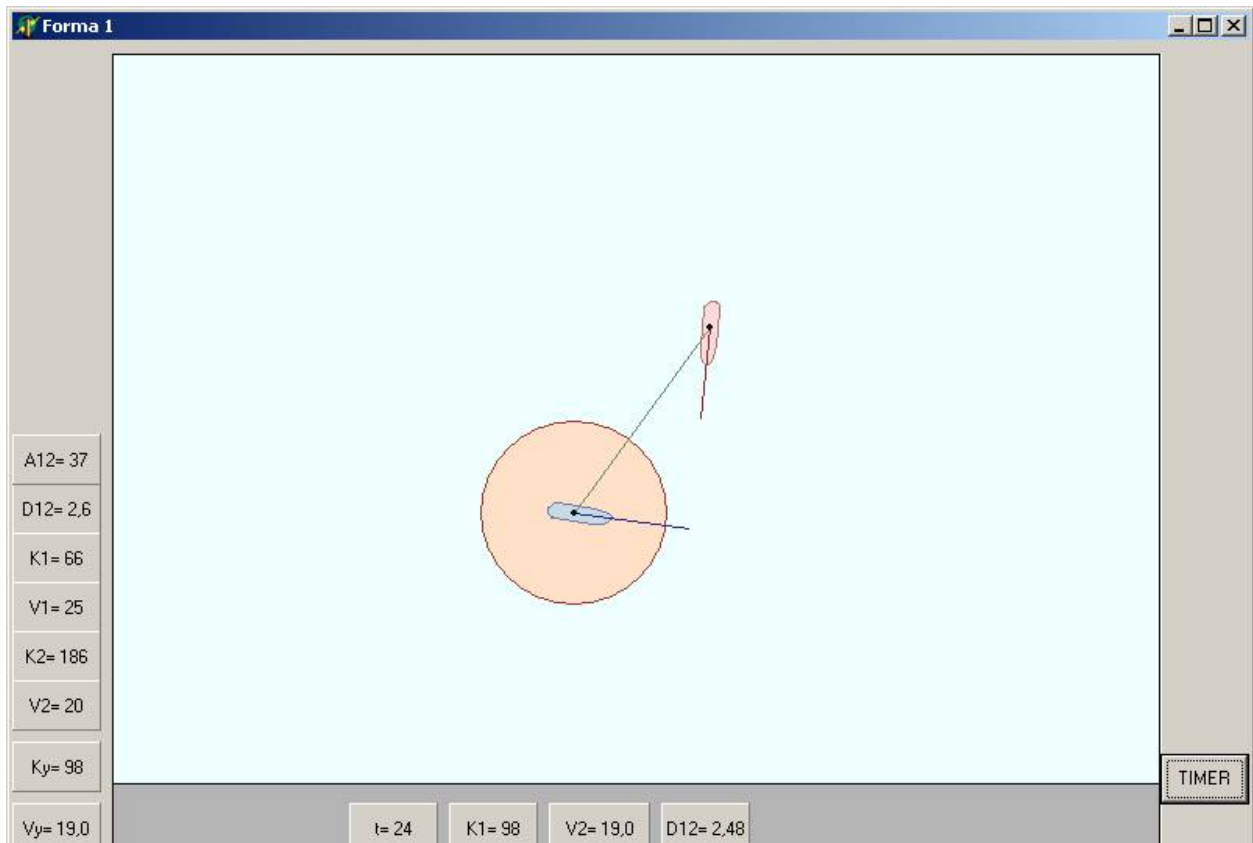 Forma 1
A12= 37
D12= 2,6
K1= 66
V1= 25
K2= 186
V2= 20
Ky= 98
TIMER
Vy= 19,0
t= 24 K1= 98 V2= 19,0 D12= 2,48